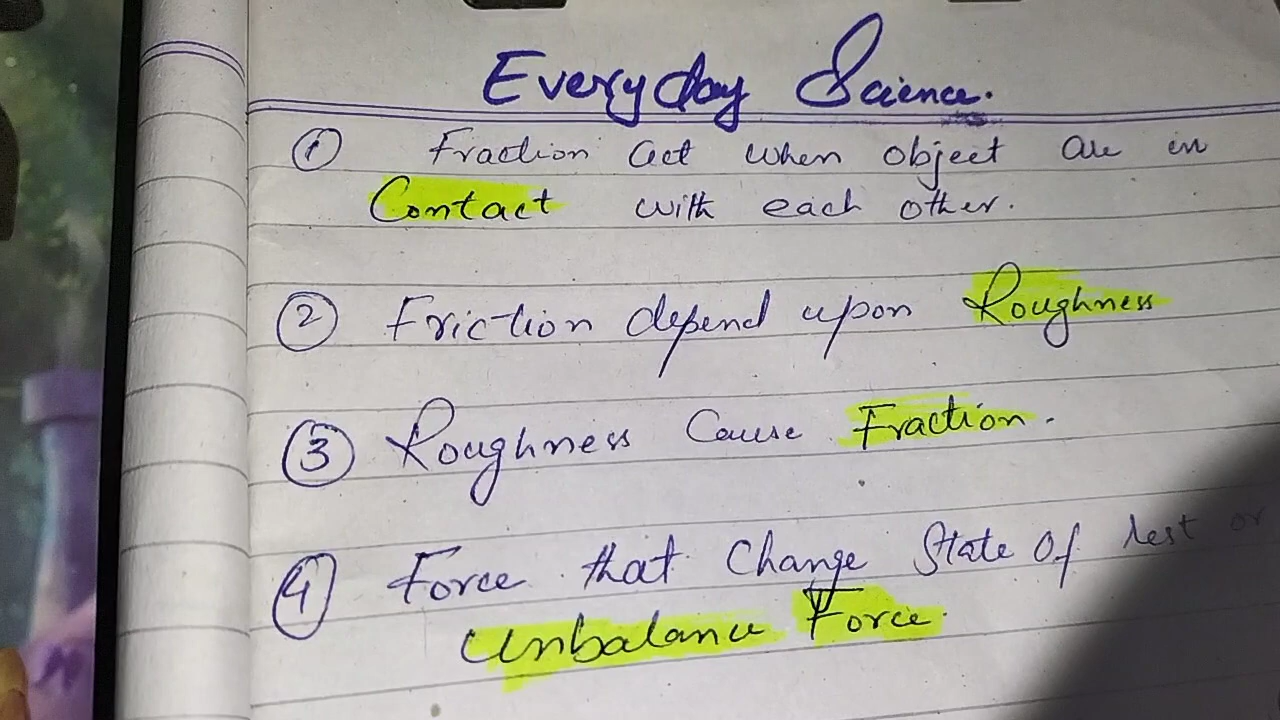 Everyday Science.
① Fraction act when object are in
Contact with each other.
② Friction depend upon Roughness
③ Roughness Cause Fraction.
④ Force that Change State Of rest or
Unbalance Force.